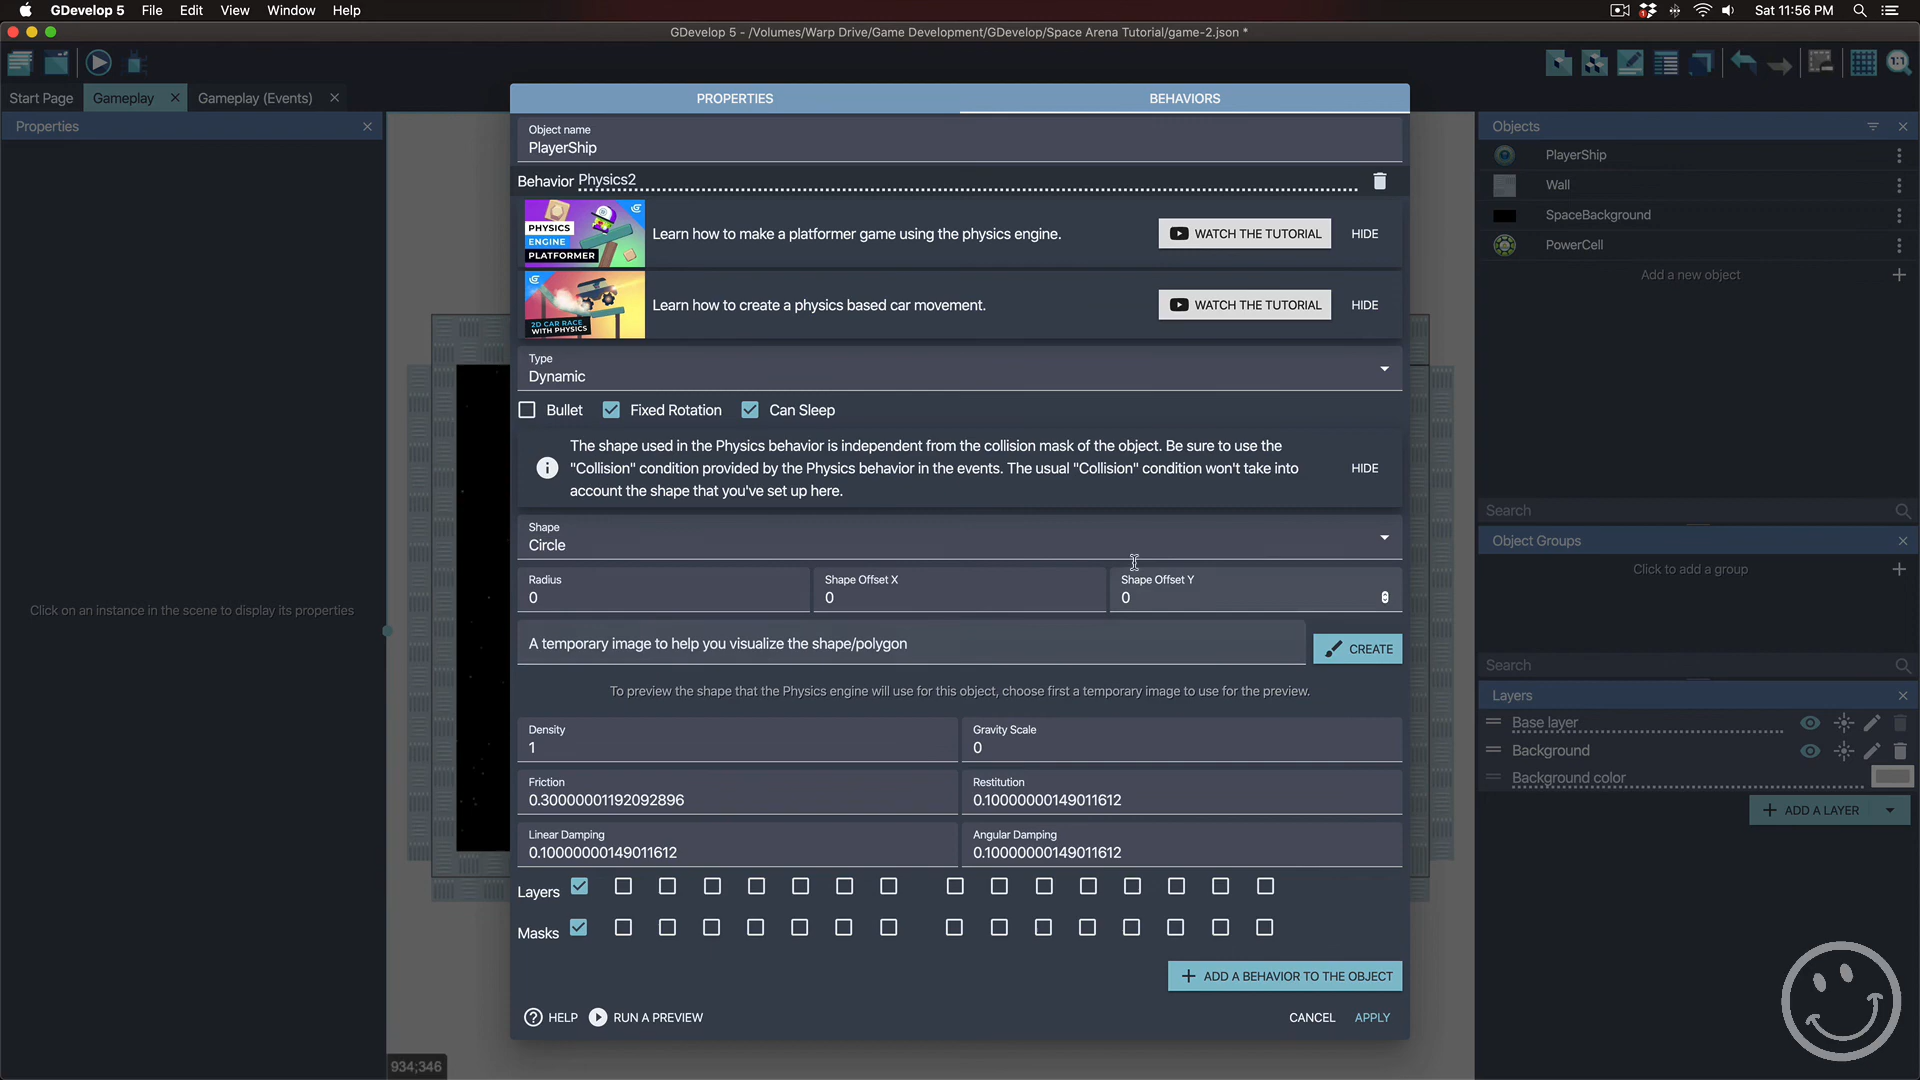 GDevelop 5 File Edit View Window Help
Sat 11:56 PM
GDevelop 5 - /Volumes/Warp Drive/Game Development/GDevelop/Space Arena Tutorial/game-2.json *
1:1
Start Page Gameplay Gameplay (Events)
Properties
Click on an instance in the scene to display its properties
934;346
PROPERTIES BEHAVIORS
Object name
PlayerShip
Behavior Physics2
PHYSICS
ENGINE
PLATFORMER
Learn how to make a platformer game using the physics engine.
WATCH THE TUTORIAL
HIDE
2D CAR RACE
WITH PHYSICS
Learn how to create a physics based car movement.
WATCH THE TUTORIAL
HIDE
Type
Dynamic
Bullet Fixed Rotation Can Sleep
The shape used in the Physics behavior is independent from the collision mask of the object. Be sure to use the
"Collision" condition provided by the Physics behavior in the events. The usual "Collision" condition won't take into
account the shape that you've set up here.
HIDE
Shape
Circle
Radius
0
Shape Offset X
0
Shape Offset Y
0
A temporary image to help you visualize the shape/polygon
CREATE
To preview the shape that the Physics engine will use for this object, choose first a temporary image to use for the preview.
Density
1
Gravity Scale
0
Friction
0.30000001192092896
Restitution
0.10000000149011612
Linear Damping
0.10000000149011612
Angular Damping
0.10000000149011612
Layers
Masks
ADD A BEHAVIOR TO THE OBJECT
HELP RUN A PREVIEW
CANCEL APPLY
Objects
PlayerShip
Wall
SpaceBackground
PowerCell
Add a new object
Search
Object Groups
Click to add a group
Search
Layers
Base layer
Background
Background color
ADD A LAYER